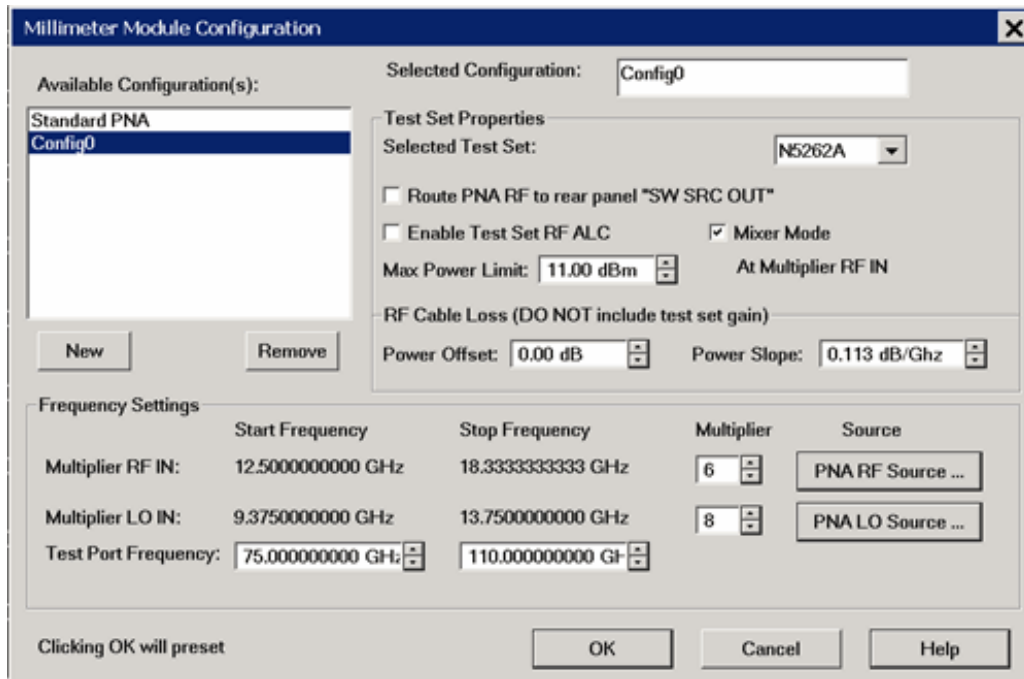 Millimeter Module Configuration
Available Configuration(s):
Standard PNA
Config0
New
Remove
Selected Configuration:
Config0
Test Set Properties
Selected Test Set:
N5262A
Route PNA RF to rear panel "SW SRC OUT"
Enable Test Set RF ALC
Mixer Mode
Max Power Limit:
11.00 dBm
At Multiplier RF IN
RF Cable Loss (DO NOT include test set gain)
Power Offset:
0.00 dB
Power Slope:
0.113 dB/Ghz
Frequency Settings
Start Frequency
Stop Frequency
Multiplier
Source
Multiplier RF IN:
12.5000000000 GHz
18.3333333333 GHz
6
PNA RF Source ...
Multiplier LO IN:
9.3750000000 GHz
13.7500000000 GHz
8
PNA LO Source ...
Test Port Frequency:
75.000000000 GHz
110.000000000 GH
Clicking OK will preset
OK
Cancel
Help